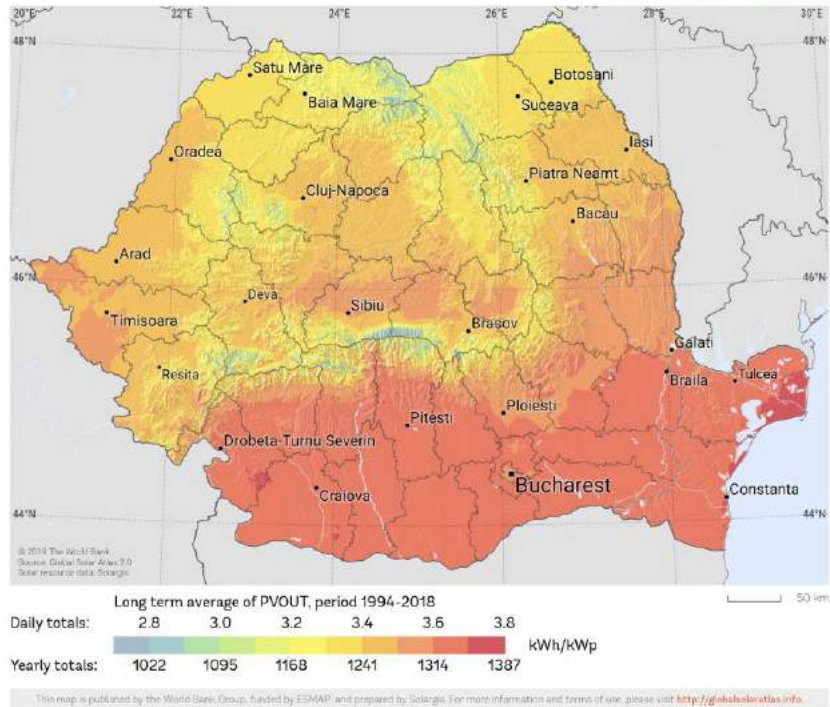 20°E 22°E 24°E 26°E 28°E 30°E
48°N 48°N
Satu Mare
Botosani
Baia Mare
Suceava
Iasi
Oradea
Piatra Neamt
Cluj-Napoca
Bacau
Arad
46°N 46°N
Deva
Sibiu
Timisoara
Brasov
Galati
Resita
Braila
Tulcea
Ploiesti
Pitesti
Drobeta-Turnu Severin
Bucharest
Craiova
Constanta
44°N 44°N
© 2019 The World Bank
Source: Global Solar Atlas 2.0
Solar resource data: Solargis
Long term average of PVOUT, period 1994-2018
50 km
Daily totals: 2.8 3.0 3.2 3.4 3.6 3.8
kWh/kWp
Yearly totals: 1022 1095 1168 1241 1314 1387
This map is published by the World Bank Group, funded by ESMAP, and prepared by Solargis. For more information and terms of use, please visit http://globalsolaratlas.info.